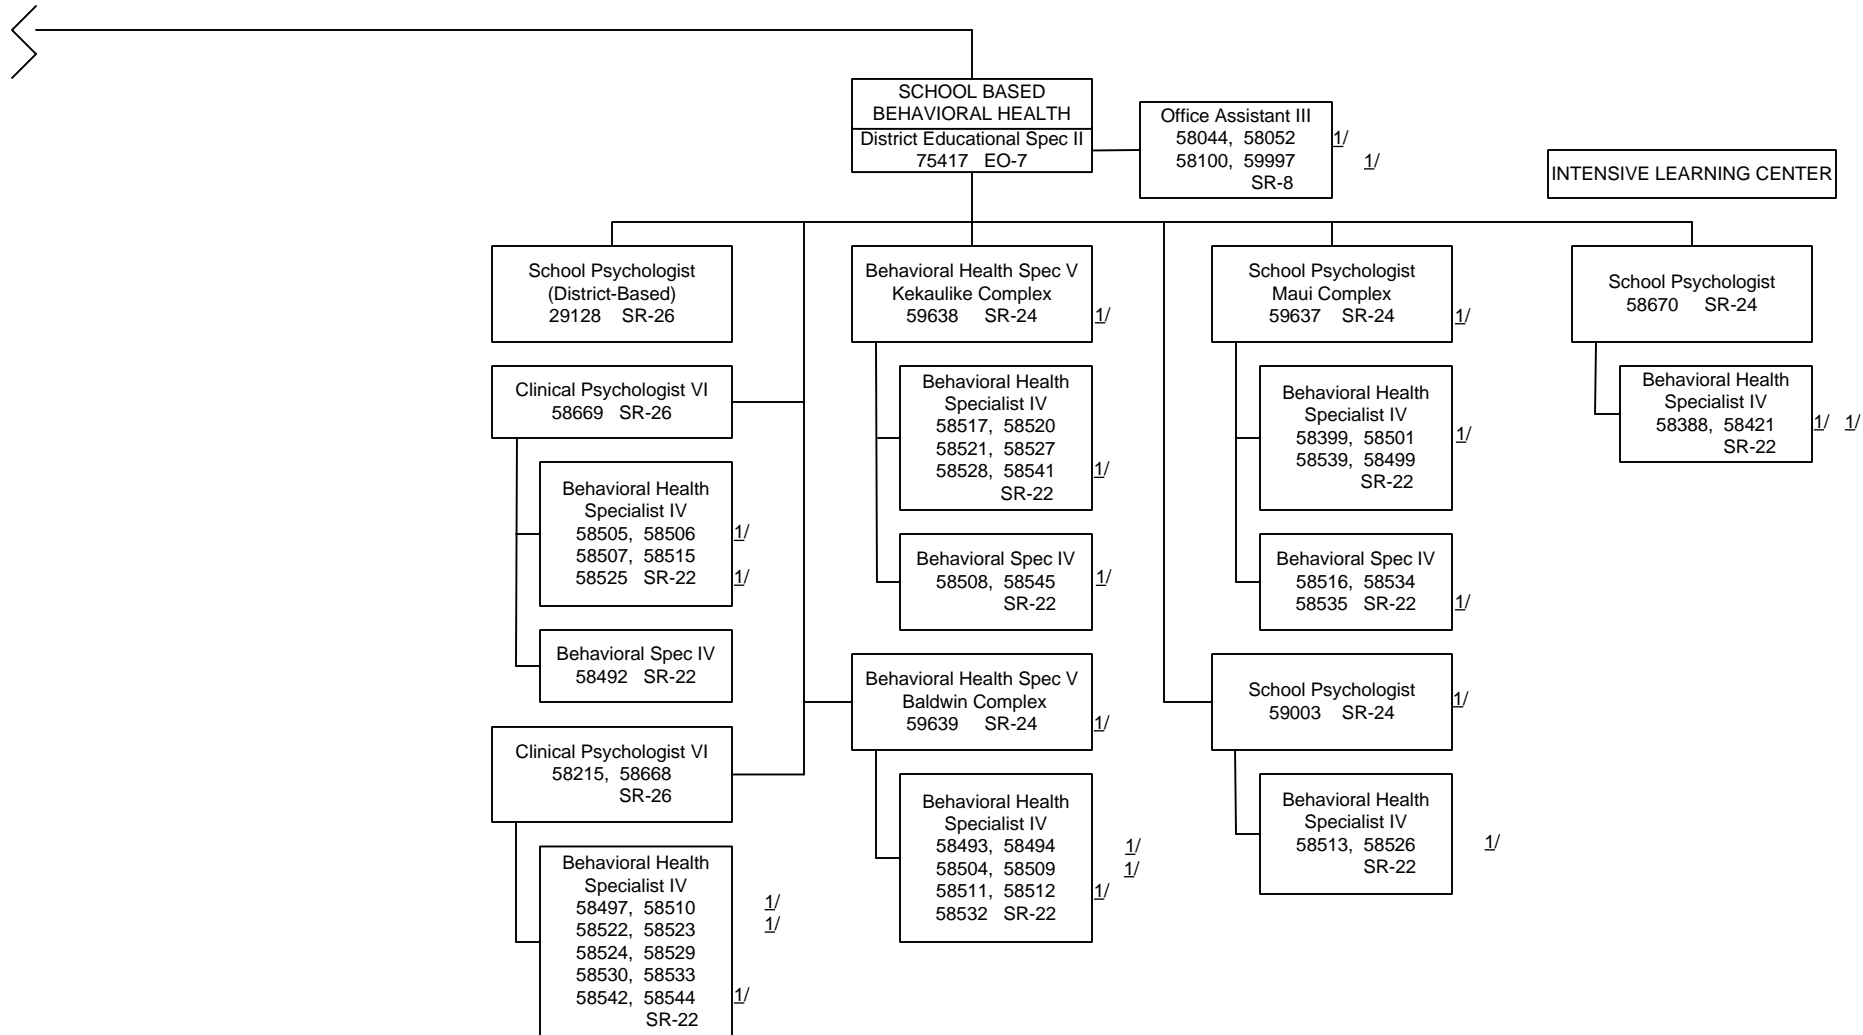 SCHOOL BASED
BEHAVIORAL HEALTH
District Educational Spec II
75417 EO-7
Office Assistant III
58044, 58052 1/
58100, 59997 1/
SR-8
INTENSIVE LEARNING CENTER
School Psychologist
(District-Based)
29128 SR-26
Clinical Psychologist VI
58669 SR-26
Behavioral Health
Specialist IV
58505, 58506 1/
58507, 58515
58525 SR-22 1/
Behavioral Spec IV
58492 SR-22
Clinical Psychologist VI
58215, 58668
SR-26
Behavioral Health
Specialist IV
58497, 58510 1/
58522, 58523 1/
58524, 58529
58530, 58533
58542, 58544 1/
SR-22
Behavioral Health Spec V
Kekaulike Complex
59638 SR-24 1/
Behavioral Health
Specialist IV
58517, 58520
58521, 58527
58528, 58541 1/
SR-22
Behavioral Spec IV
58508, 58545 1/
SR-22
Behavioral Health Spec V
Baldwin Complex
59639 SR-24 1/
Behavioral Health
Specialist IV
58493, 58494 1/
58504, 58509 1/
58511, 58512 1/
58532 SR-22
School Psychologist
Maui Complex
59637 SR-24 1/
Behavioral Health
Specialist IV
58399, 58501 1/
58539, 58499
SR-22
Behavioral Spec IV
58516, 58534
58535 SR-22 1/
School Psychologist
59003 SR-24 1/
Behavioral Health
Specialist IV
58513, 58526 1/
SR-22
School Psychologist
58670 SR-24
Behavioral Health
Specialist IV
58388, 58421 1/ 1/
SR-22